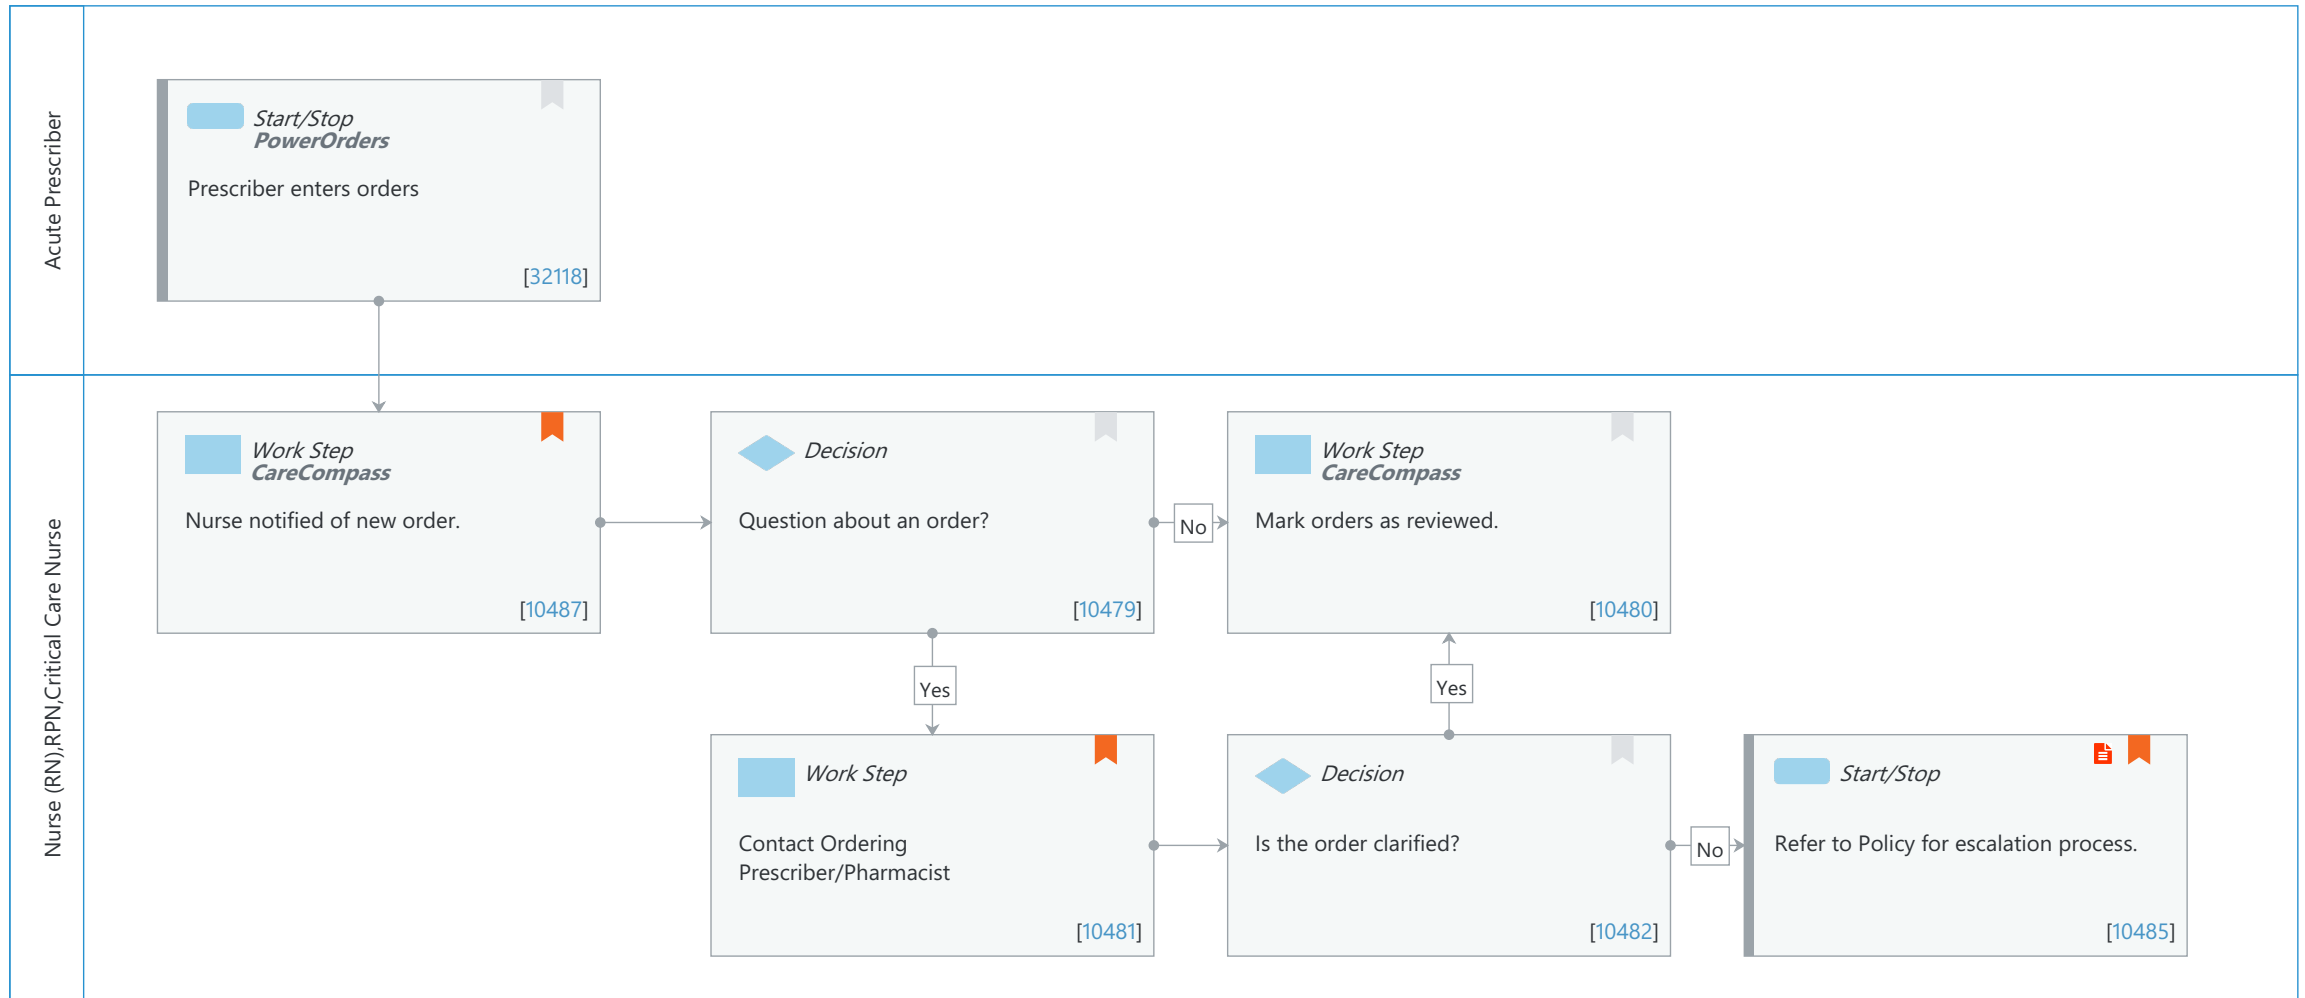 Acute Prescriber
Start/Stop
PowerOrders
Prescriber enters orders
[32118]
Nurse (RN),RPN,Critical Care Nurse
Work Step
CareCompass
Nurse notified of new order.
[10487]
Decision
Question about an order?
[10479]
No
Work Step
CareCompass
Mark orders as reviewed.
[10480]
Yes
Yes
Work Step
Contact Ordering
Prescriber/Pharmacist
[10481]
Decision
Is the order clarified?
[10482]
No
Start/Stop
Refer to Policy for escalation process.
[10485]